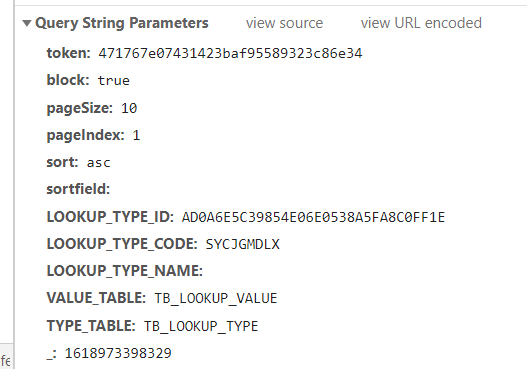 Query String Parameters view source view URL encoded
token: 471767e07431423baf95589323c86e34
block: true
pageSize: 10
pageIndex: 1
sort: asc
sortfield:
LOOKUP_TYPE_ID: AD0A6E5C39854E06E0538A5FA8C0FF1E
LOOKUP_TYPE_CODE: SYCJGMDLX
LOOKUP_TYPE_NAME:
VALUE_TABLE: TB_LOOKUP_VALUE
TYPE_TABLE: TB_LOOKUP_TYPE
_: 1618973398329
fe